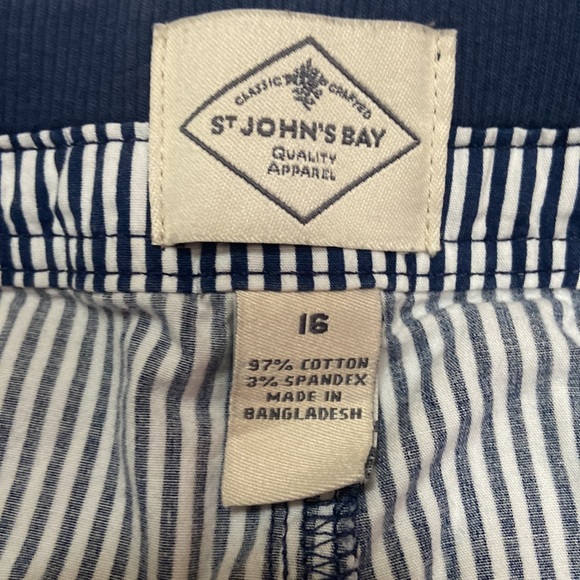 CLASSIC CRAFTED
ST JOHN'S BAY
QUALITY
APPAREL
16
97% COTTON
3% SPANDEX
MADE IN
BANGLADESH